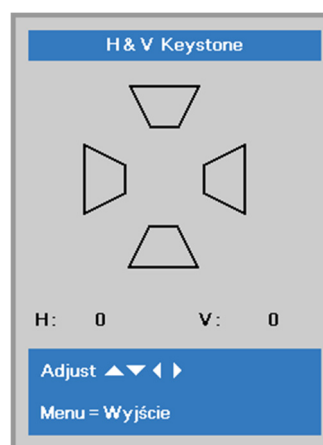 H & V Keystone
H: 0 V: 0
Adjust ▲▼◀▶
Menu = Wyjście